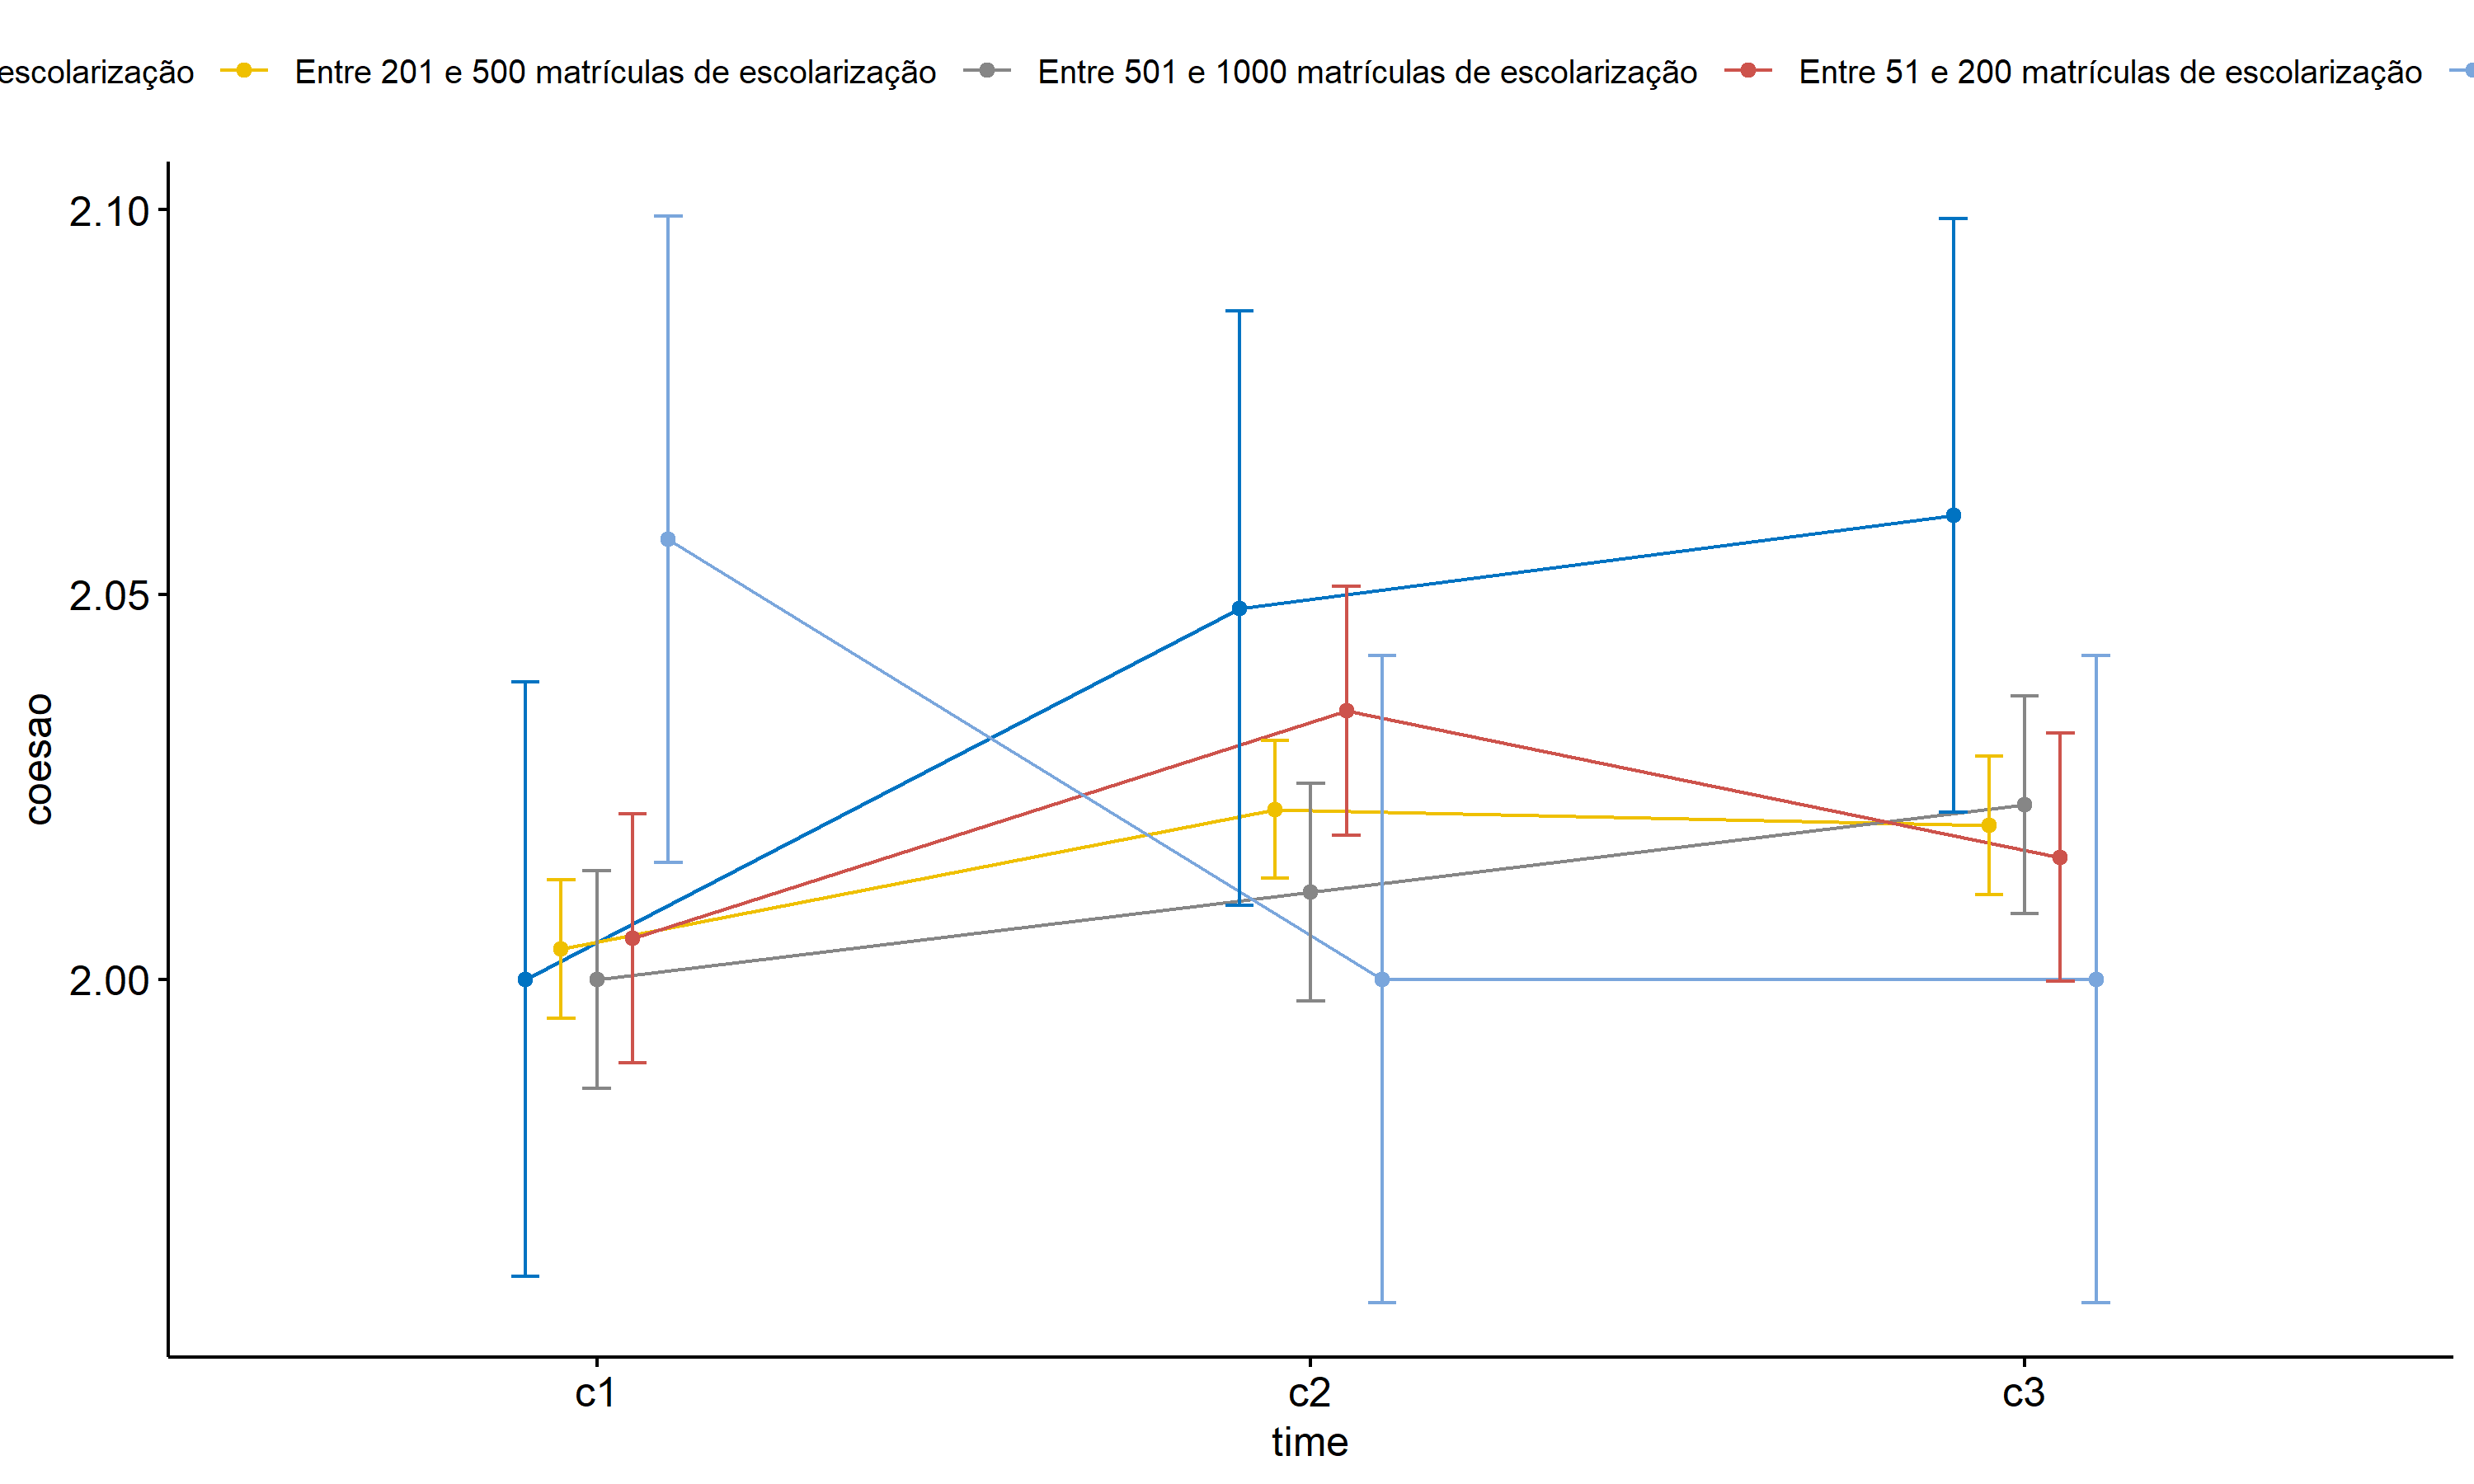 escolarização Entre 201 e 500 matrículas de escolarização Entre 501 e 1000 matrículas de escolarização Entre 51 e 200 matrículas de escolarização
2.10
2.05
2.00
coesao
c1 c2 c3
time